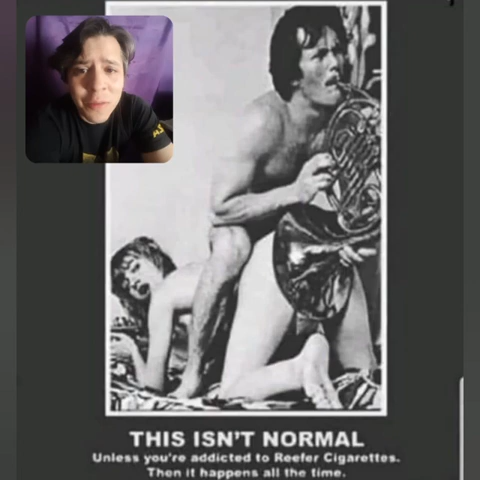 THIS ISN'T NORMAL
Unless you're addicted to Reefer Cigarettes.
Then it happens all the time.